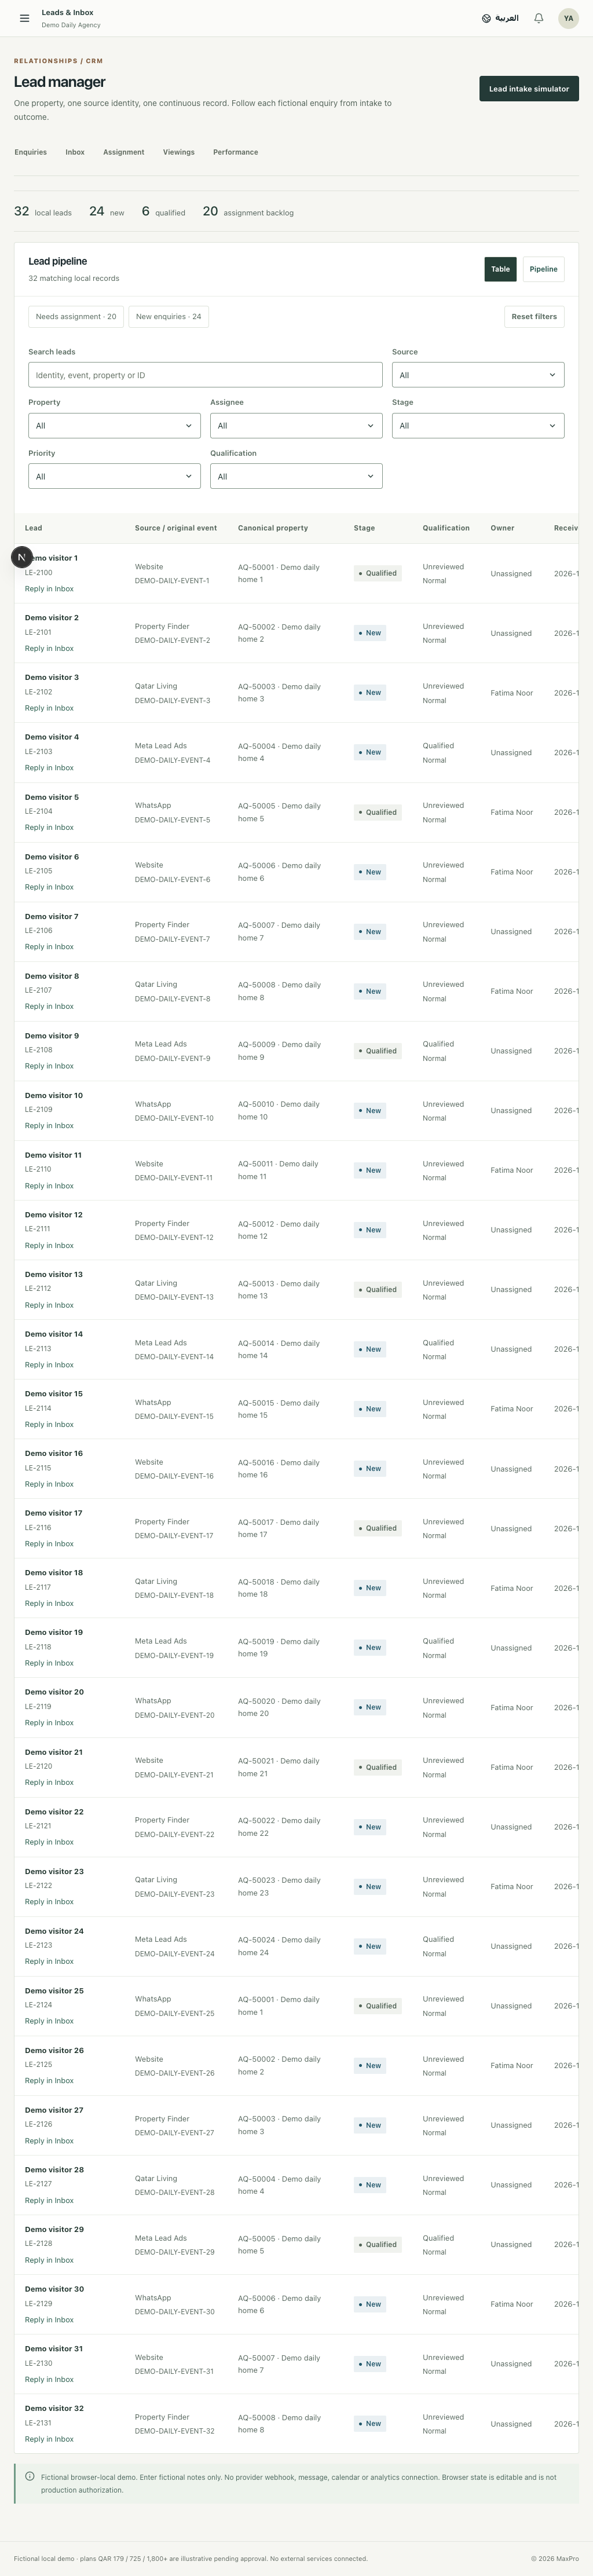 Leads & Inbox
Demo Daily Agency
العربية
YA
RELATIONSHIPS / CRM
Lead manager
One property, one source identity, one continuous record. Follow each fictional enquiry from intake to
outcome.
Lead intake simulator
Enquiries Inbox Assignment Viewings Performance
32 local leads 24 new 6 qualified 20 assignment backlog
Lead pipeline
32 matching local records
Table Pipeline
Needs assignment · 20 New enquiries · 24 Reset filters
Search leads Source
Identity, event, property or ID All
Property Assignee Stage
All All All
Priority Qualification
All All
Lead Source / original event Canonical property Stage Qualification Owner Receiv
N
emo visitor 1
LE-2100
Reply in Inbox
Website
DEMO-DAILY-EVENT-1
AQ-50001 · Demo daily
home 1
Qualified
Unreviewed
Normal
Unassigned
2026-1
Demo visitor 2
LE-2101
Reply in Inbox
Property Finder
DEMO-DAILY-EVENT-2
AQ-50002 · Demo daily
home 2
New
Unreviewed
Normal
Unassigned
2026-1
Demo visitor 3
LE-2102
Reply in Inbox
Qatar Living
DEMO-DAILY-EVENT-3
AQ-50003 · Demo daily
home 3
New
Unreviewed
Normal
Fatima Noor
2026-1
Demo visitor 4
LE-2103
Reply in Inbox
Meta Lead Ads
DEMO-DAILY-EVENT-4
AQ-50004 · Demo daily
home 4
New
Qualified
Normal
Unassigned
2026-1
Demo visitor 5
LE-2104
Reply in Inbox
WhatsApp
DEMO-DAILY-EVENT-5
AQ-50005 · Demo daily
home 5
Qualified
Unreviewed
Normal
Fatima Noor
2026-1
Demo visitor 6
LE-2105
Reply in Inbox
Website
DEMO-DAILY-EVENT-6
AQ-50006 · Demo daily
home 6
New
Unreviewed
Normal
Fatima Noor
2026-1
Demo visitor 7
LE-2106
Reply in Inbox
Property Finder
DEMO-DAILY-EVENT-7
AQ-50007 · Demo daily
home 7
New
Unreviewed
Normal
Unassigned
2026-1
Demo visitor 8
LE-2107
Reply in Inbox
Qatar Living
DEMO-DAILY-EVENT-8
AQ-50008 · Demo daily
home 8
New
Unreviewed
Normal
Fatima Noor
2026-1
Demo visitor 9
LE-2108
Reply in Inbox
Meta Lead Ads
DEMO-DAILY-EVENT-9
AQ-50009 · Demo daily
home 9
Qualified
Qualified
Normal
Unassigned
2026-1
Demo visitor 10
LE-2109
Reply in Inbox
WhatsApp
DEMO-DAILY-EVENT-10
AQ-50010 · Demo daily
home 10
New
Unreviewed
Normal
Unassigned
2026-1
Demo visitor 11
LE-2110
Reply in Inbox
Website
DEMO-DAILY-EVENT-11
AQ-50011 · Demo daily
home 11
New
Unreviewed
Normal
Fatima Noor
2026-1
Demo visitor 12
LE-2111
Reply in Inbox
Property Finder
DEMO-DAILY-EVENT-12
AQ-50012 · Demo daily
home 12
New
Unreviewed
Normal
Unassigned
2026-1
Demo visitor 13
LE-2112
Reply in Inbox
Qatar Living
DEMO-DAILY-EVENT-13
AQ-50013 · Demo daily
home 13
Qualified
Unreviewed
Normal
Unassigned
2026-1
Demo visitor 14
LE-2113
Reply in Inbox
Meta Lead Ads
DEMO-DAILY-EVENT-14
AQ-50014 · Demo daily
home 14
New
Qualified
Normal
Unassigned
2026-1
Demo visitor 15
LE-2114
Reply in Inbox
WhatsApp
DEMO-DAILY-EVENT-15
AQ-50015 · Demo daily
home 15
New
Unreviewed
Normal
Fatima Noor
2026-1
Demo visitor 16
LE-2115
Reply in Inbox
Website
DEMO-DAILY-EVENT-16
AQ-50016 · Demo daily
home 16
New
Unreviewed
Normal
Unassigned
2026-1
Demo visitor 17
LE-2116
Reply in Inbox
Property Finder
DEMO-DAILY-EVENT-17
AQ-50017 · Demo daily
home 17
Qualified
Unreviewed
Normal
Unassigned
2026-1
Demo visitor 18
LE-2117
Reply in Inbox
Qatar Living
DEMO-DAILY-EVENT-18
AQ-50018 · Demo daily
home 18
New
Unreviewed
Normal
Fatima Noor
2026-1
Demo visitor 19
LE-2118
Reply in Inbox
Meta Lead Ads
DEMO-DAILY-EVENT-19
AQ-50019 · Demo daily
home 19
New
Qualified
Normal
Unassigned
2026-1
Demo visitor 20
LE-2119
Reply in Inbox
WhatsApp
DEMO-DAILY-EVENT-20
AQ-50020 · Demo daily
home 20
New
Unreviewed
Normal
Fatima Noor
2026-1
Demo visitor 21
LE-2120
Reply in Inbox
Website
DEMO-DAILY-EVENT-21
AQ-50021 · Demo daily
home 21
Qualified
Unreviewed
Normal
Fatima Noor
2026-1
Demo visitor 22
LE-2121
Reply in Inbox
Property Finder
DEMO-DAILY-EVENT-22
AQ-50022 · Demo daily
home 22
New
Unreviewed
Normal
Unassigned
2026-1
Demo visitor 23
LE-2122
Reply in Inbox
Qatar Living
DEMO-DAILY-EVENT-23
AQ-50023 · Demo daily
home 23
New
Unreviewed
Normal
Fatima Noor
2026-1
Demo visitor 24
LE-2123
Reply in Inbox
Meta Lead Ads
DEMO-DAILY-EVENT-24
AQ-50024 · Demo daily
home 24
New
Qualified
Normal
Unassigned
2026-1
Demo visitor 25
LE-2124
Reply in Inbox
WhatsApp
DEMO-DAILY-EVENT-25
AQ-50001 · Demo daily
home 1
Qualified
Unreviewed
Normal
Unassigned
2026-1
Demo visitor 26
LE-2125
Reply in Inbox
Website
DEMO-DAILY-EVENT-26
AQ-50002 · Demo daily
home 2
New
Unreviewed
Normal
Fatima Noor
2026-1
Demo visitor 27
LE-2126
Reply in Inbox
Property Finder
DEMO-DAILY-EVENT-27
AQ-50003 · Demo daily
home 3
New
Unreviewed
Normal
Unassigned
2026-1
Demo visitor 28
LE-2127
Reply in Inbox
Qatar Living
DEMO-DAILY-EVENT-28
AQ-50004 · Demo daily
home 4
New
Unreviewed
Normal
Unassigned
2026-1
Demo visitor 29
LE-2128
Reply in Inbox
Meta Lead Ads
DEMO-DAILY-EVENT-29
AQ-50005 · Demo daily
home 5
Qualified
Qualified
Normal
Unassigned
2026-1
Demo visitor 30
LE-2129
Reply in Inbox
WhatsApp
DEMO-DAILY-EVENT-30
AQ-50006 · Demo daily
home 6
New
Unreviewed
Normal
Fatima Noor
2026-1
Demo visitor 31
LE-2130
Reply in Inbox
Website
DEMO-DAILY-EVENT-31
AQ-50007 · Demo daily
home 7
New
Unreviewed
Normal
Unassigned
2026-1
Demo visitor 32
LE-2131
Reply in Inbox
Property Finder
DEMO-DAILY-EVENT-32
AQ-50008 · Demo daily
home 8
New
Unreviewed
Normal
Unassigned
2026-1
Fictional browser-local demo. Enter fictional notes only. No provider webhook, message, calendar or analytics connection. Browser state is editable and is not
production authorization.
Fictional local demo · plans QAR 179 / 725 / 1,800+ are illustrative pending approval. No external services connected.
© 2026 MaxPro